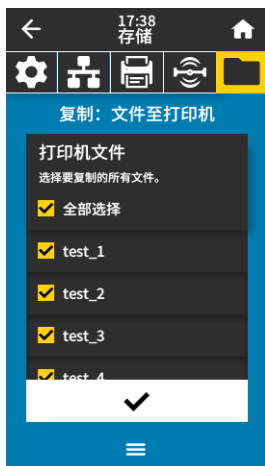 17:38
存储
复制：文件至打印机
打印机文件
选择要复制的所有文件。
全部选择
test_1
test_2
test_3
test_4